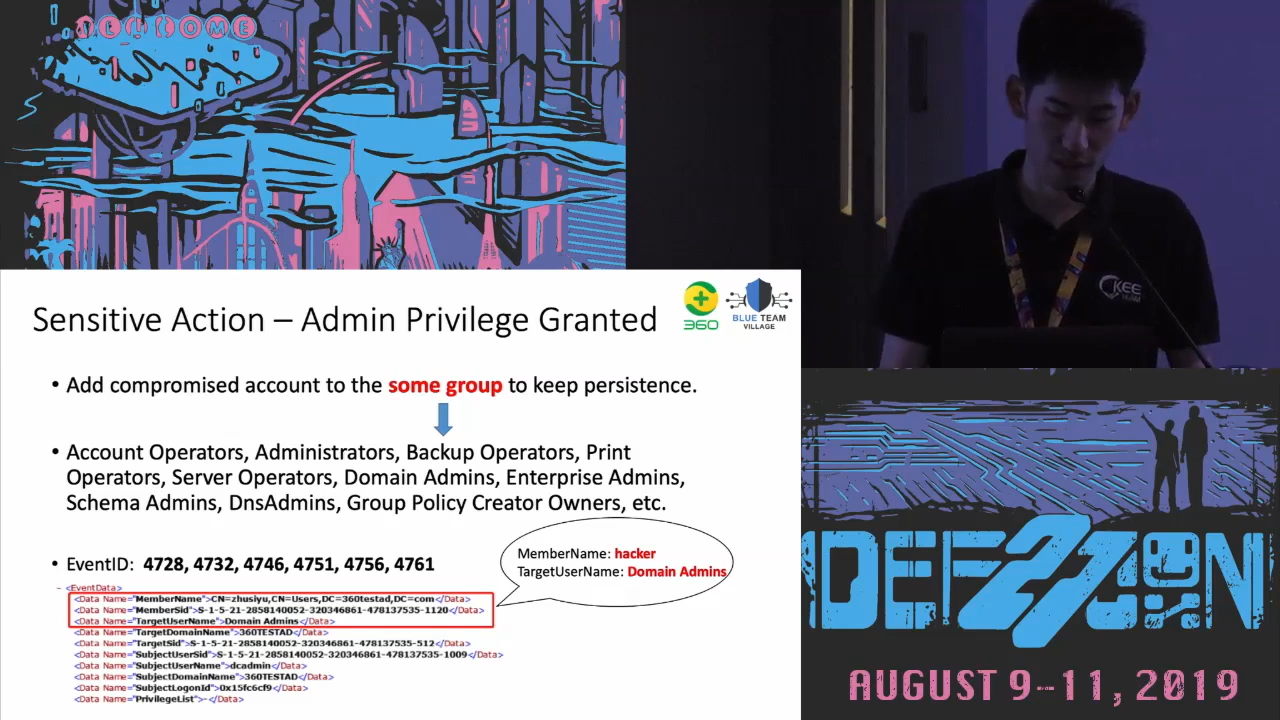 WELCOME
Sensitive Action – Admin Privilege Granted
360
BLUE TEAM
VILLAGE
• Add compromised account to the some group to keep persistence.
• Account Operators, Administrators, Backup Operators, Print
Operators, Server Operators, Domain Admins, Enterprise Admins,
Schema Admins, DnsAdmins, Group Policy Creator Owners, etc.
• EventID: 4728, 4732, 4746, 4751, 4756, 4761
MemberName: hacker
TargetUserName: Domain Admins
- <EventData>
<Data Name="MemberName">CN=zhusiyu,CN=Users,DC=360testad,DC=com</Data>
<Data Name="MemberSid">S-1-5-21-2858140052-320346861-478137535-1120</Data>
<Data Name="TargetUserName">Domain Admins</Data>
<Data Name="TargetDomainName">360TESTAD</Data>
<Data Name="TargetSid">S-1-5-21-2858140052-320346861-478137535-512</Data>
<Data Name="SubjectUserSid">S-1-5-21-2858140052-320346861-478137535-1009</Data>
<Data Name="SubjectUserName">dcadmin</Data>
<Data Name="SubjectDomainName">360TESTAD</Data>
<Data Name="SubjectLogonId">0x15fc6cf9</Data>
<Data Name="PrivilegeList">-</Data>
KEE
TEAM
DEFCON
27
AUGUST 9-11, 2019